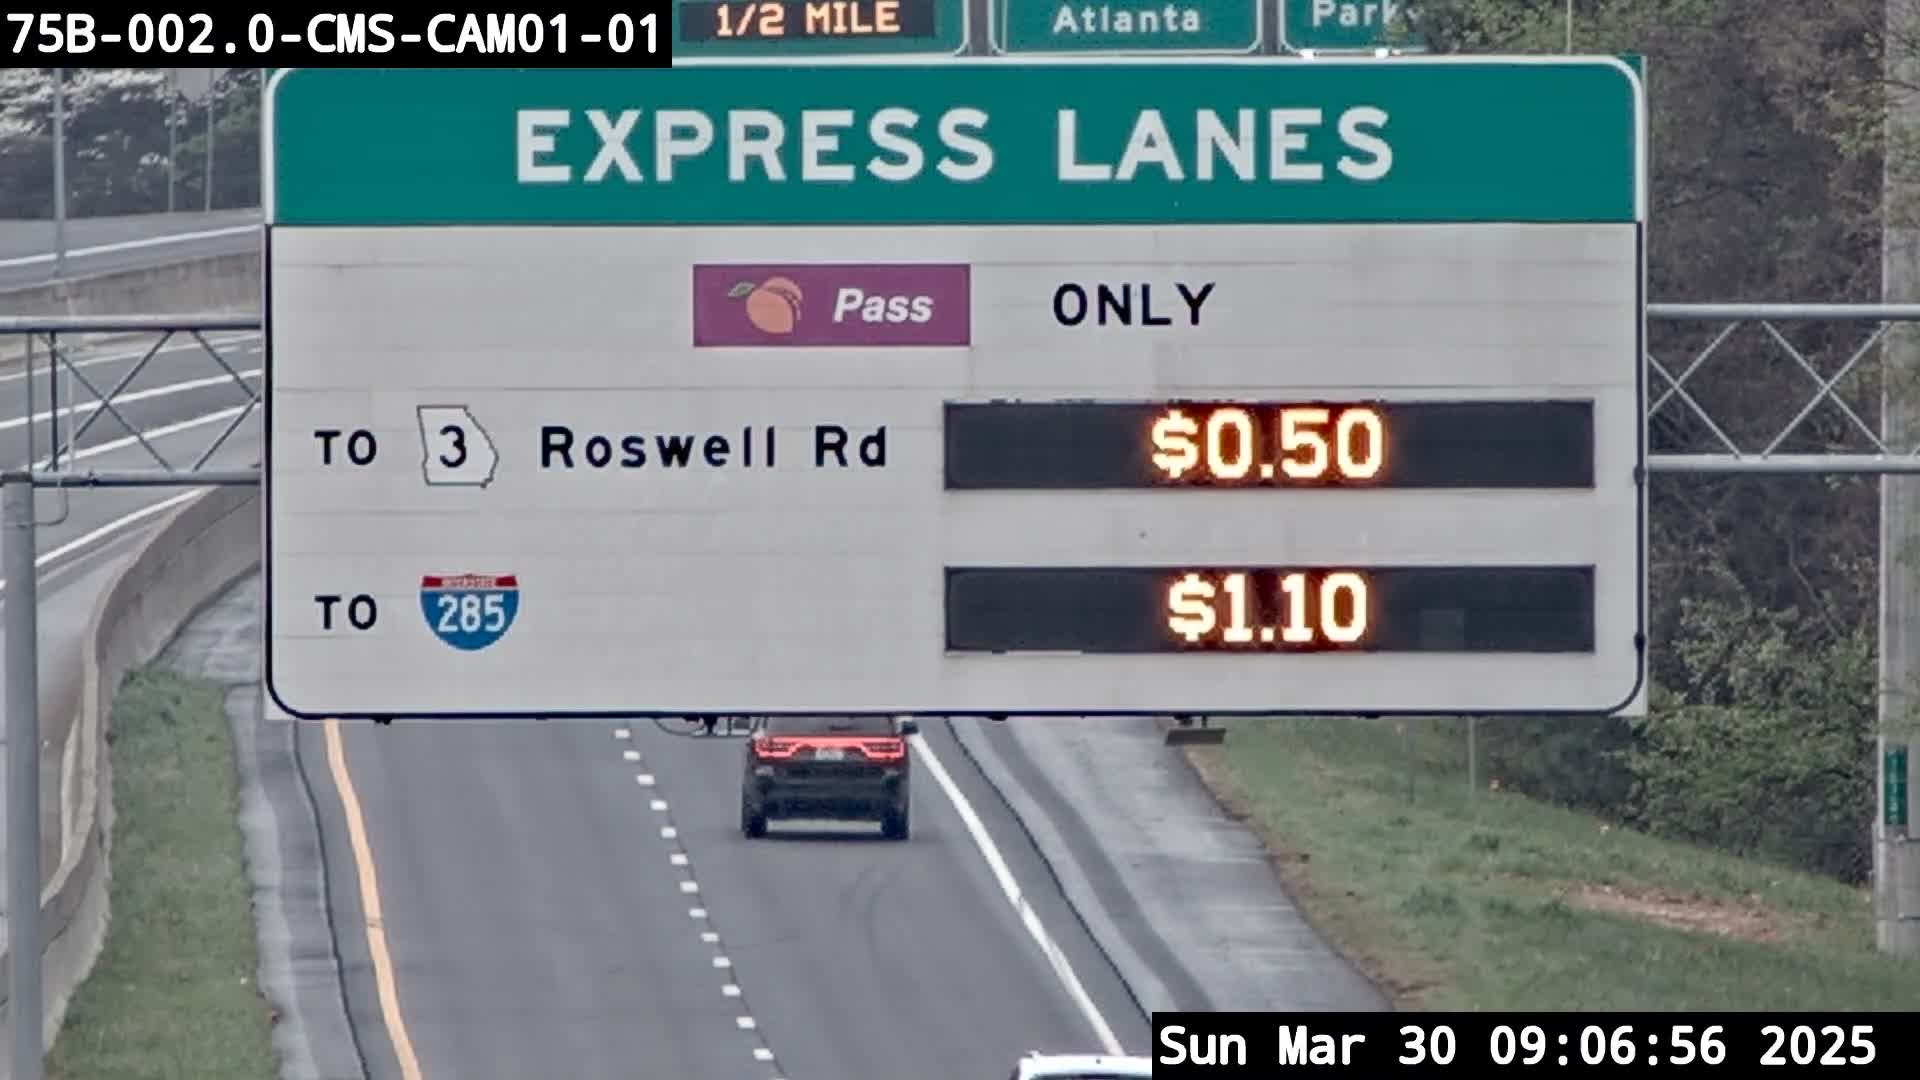 75B-002.0-CMS-CAM01-01
1/2 MILE
Atlanta
EXPRESS LANES
Pass ONLY
TO 3 Roswell Rd $0.50
TO INTERSTATE 285 $1.10
Sun Mar 30 09:06:56 2025